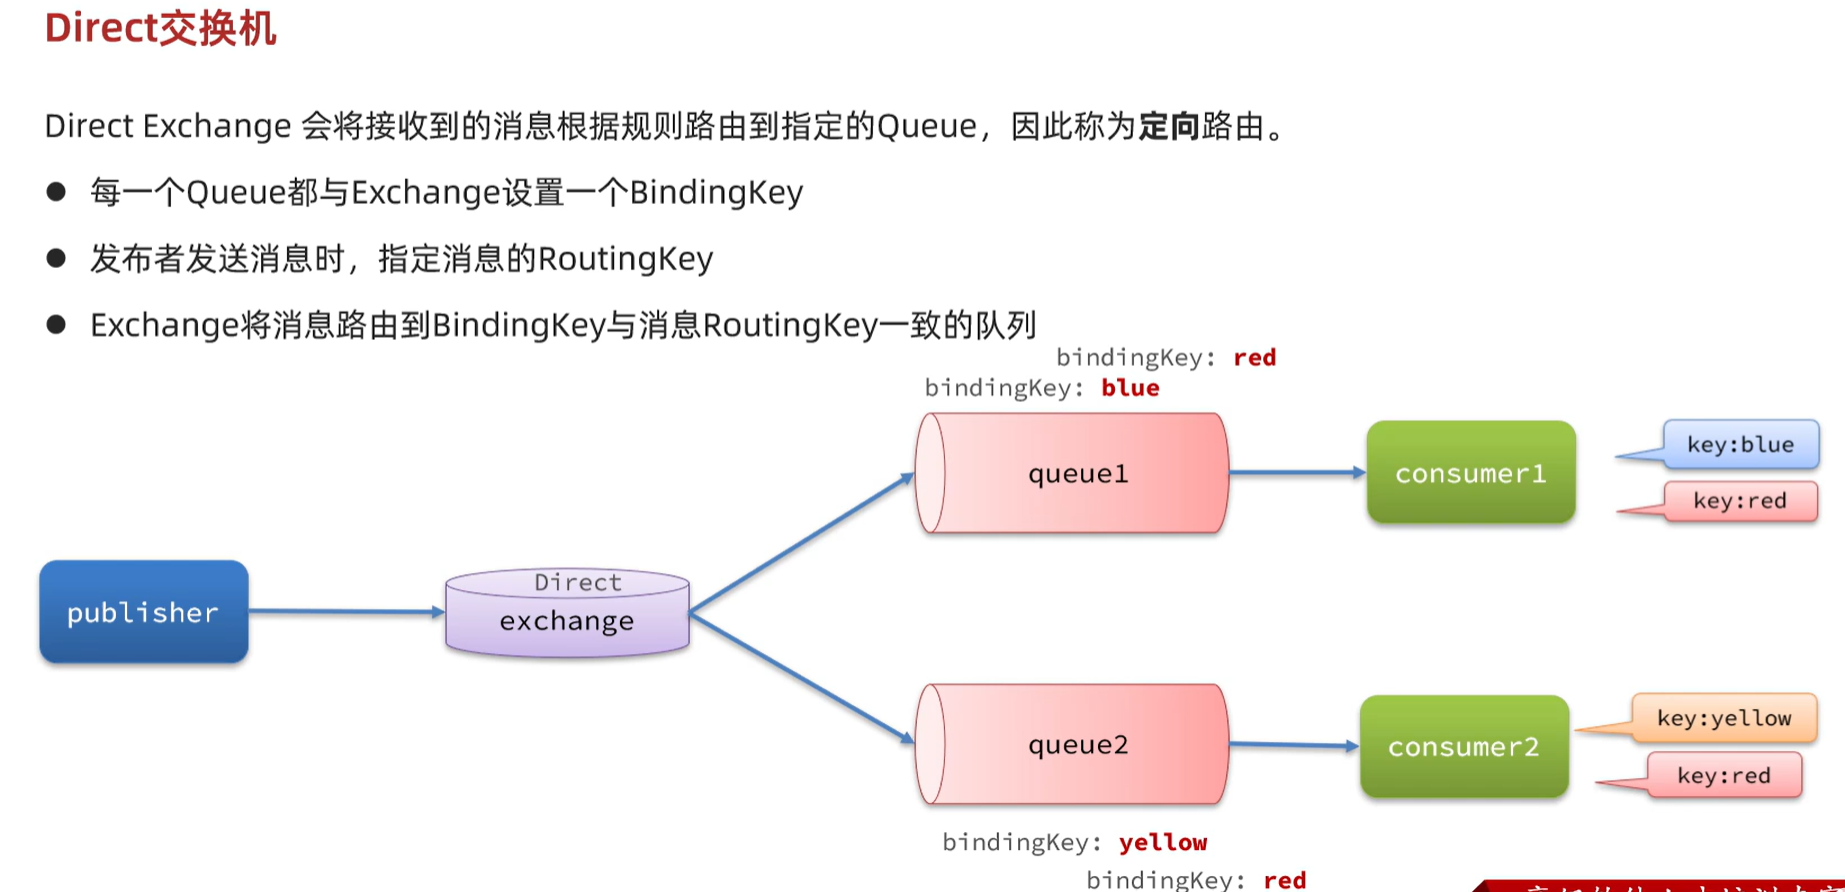 Direct交换机
Direct Exchange 会将接收到的消息根据规则路由到指定的Queue，因此称为定向路由。
● 每一个Queue都与Exchange设置一个BindingKey
● 发布者发送消息时，指定消息的RoutingKey
● Exchange将消息路由到BindingKey与消息RoutingKey一致的队列
bindingKey: red
bindingKey: blue
queue1
consumer1
key:blue
key:red
publisher
Direct
exchange
queue2
consumer2
key:yellow
key:red
bindingKey: yellow
bindingKey: red